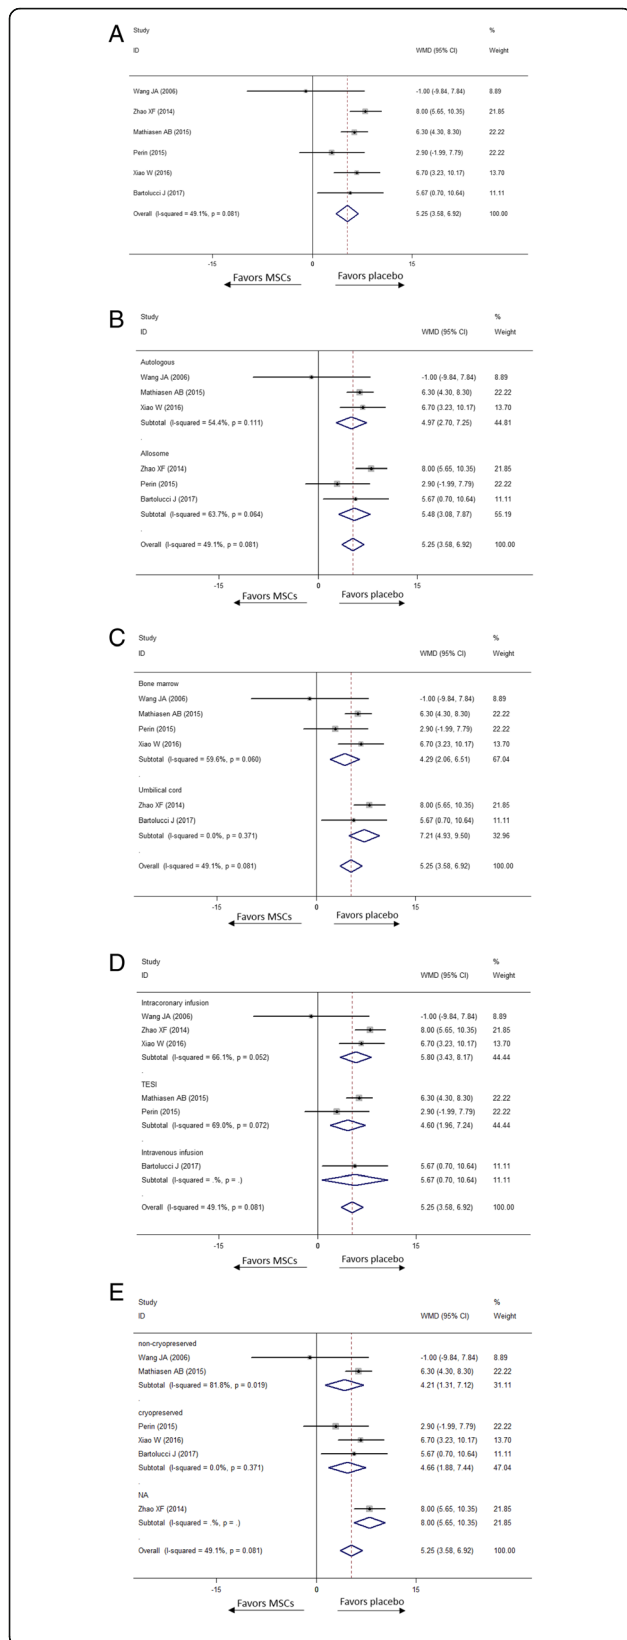 A
Study %
ID WMD (95% CI) Weight
Wang JA (2006) -1.00 (-9.84, 7.84) 8.89
Zhao XF (2014) 8.00 (5.65, 10.35) 21.85
Mathiasen AB (2015) 6.30 (4.30, 8.30) 22.22
Perin (2015) 2.90 (-1.99, 7.79) 22.22
Xiao W (2016) 6.70 (3.23, 10.17) 13.70
Bartolucci J (2017) 5.67 (0.70, 10.64) 11.11
Overall (I-squared = 49.1%, p = 0.081) 5.25 (3.58, 6.92) 100.00
-15 0 15
Favors MSCs Favors placebo
B
Study %
ID WMD (95% CI) Weight
Autologous
Wang JA (2006) -1.00 (-9.84, 7.84) 8.89
Mathiasen AB (2015) 6.30 (4.30, 8.30) 22.22
Xiao W (2016) 6.70 (3.23, 10.17) 13.70
Subtotal (I-squared = 54.4%, p = 0.111) 4.97 (2.70, 7.25) 44.81
.
Allosome
Zhao XF (2014) 8.00 (5.65, 10.35) 21.85
Perin (2015) 2.90 (-1.99, 7.79) 22.22
Bartolucci J (2017) 5.67 (0.70, 10.64) 11.11
Subtotal (I-squared = 63.7%, p = 0.064) 5.48 (3.08, 7.87) 55.19
.
Overall (I-squared = 49.1%, p = 0.081) 5.25 (3.58, 6.92) 100.00
-15 0 15
Favors MSCs Favors placebo
C
Study %
ID WMD (95% CI) Weight
Bone marrow
Wang JA (2006) -1.00 (-9.84, 7.84) 8.89
Mathiasen AB (2015) 6.30 (4.30, 8.30) 22.22
Perin (2015) 2.90 (-1.99, 7.79) 22.22
Xiao W (2016) 6.70 (3.23, 10.17) 13.70
Subtotal (I-squared = 59.6%, p = 0.060) 4.29 (2.06, 6.51) 67.04
.
Umbilical cord
Zhao XF (2014) 8.00 (5.65, 10.35) 21.85
Bartolucci J (2017) 5.67 (0.70, 10.64) 11.11
Subtotal (I-squared = 0.0%, p = 0.371) 7.21 (4.93, 9.50) 32.96
.
Overall (I-squared = 49.1%, p = 0.081) 5.25 (3.58, 6.92) 100.00
-15 0 15
Favors MSCs Favors placebo
D
Study %
ID WMD (95% CI) Weight
Intracoronary infusion
Wang JA (2006) -1.00 (-9.84, 7.84) 8.89
Zhao XF (2014) 8.00 (5.65, 10.35) 21.85
Xiao W (2016) 6.70 (3.23, 10.17) 13.70
Subtotal (I-squared = 66.1%, p = 0.052) 5.80 (3.43, 8.17) 44.44
.
TESI
Mathiasen AB (2015) 6.30 (4.30, 8.30) 22.22
Perin (2015) 2.90 (-1.99, 7.79) 22.22
Subtotal (I-squared = 69.0%, p = 0.072) 4.60 (1.96, 7.24) 44.44
.
Intravenous infusion
Bartolucci J (2017) 5.67 (0.70, 10.64) 11.11
Subtotal (I-squared = .%, p = .) 5.67 (0.70, 10.64) 11.11
.
Overall (I-squared = 49.1%, p = 0.081) 5.25 (3.58, 6.92) 100.00
-15 0 15
Favors MSCs Favors placebo
E
Study %
ID WMD (95% CI) Weight
non-cryopreserved
Wang JA (2006) -1.00 (-9.84, 7.84) 8.89
Mathiasen AB (2015) 6.30 (4.30, 8.30) 22.22
Subtotal (I-squared = 81.8%, p = 0.019) 4.21 (1.31, 7.12) 31.11
.
cryopreserved
Perin (2015) 2.90 (-1.99, 7.79) 22.22
Xiao W (2016) 6.70 (3.23, 10.17) 13.70
Bartolucci J (2017) 5.67 (0.70, 10.64) 11.11
Subtotal (I-squared = 0.0%, p = 0.371) 4.66 (1.88, 7.44) 47.04
.
NA
Zhao XF (2014) 8.00 (5.65, 10.35) 21.85
Subtotal (I-squared = .%, p = .) 8.00 (5.65, 10.35) 21.85
.
Overall (I-squared = 49.1%, p = 0.081) 5.25 (3.58, 6.92) 100.00
-15 0 15
Favors MSCs Favors placebo